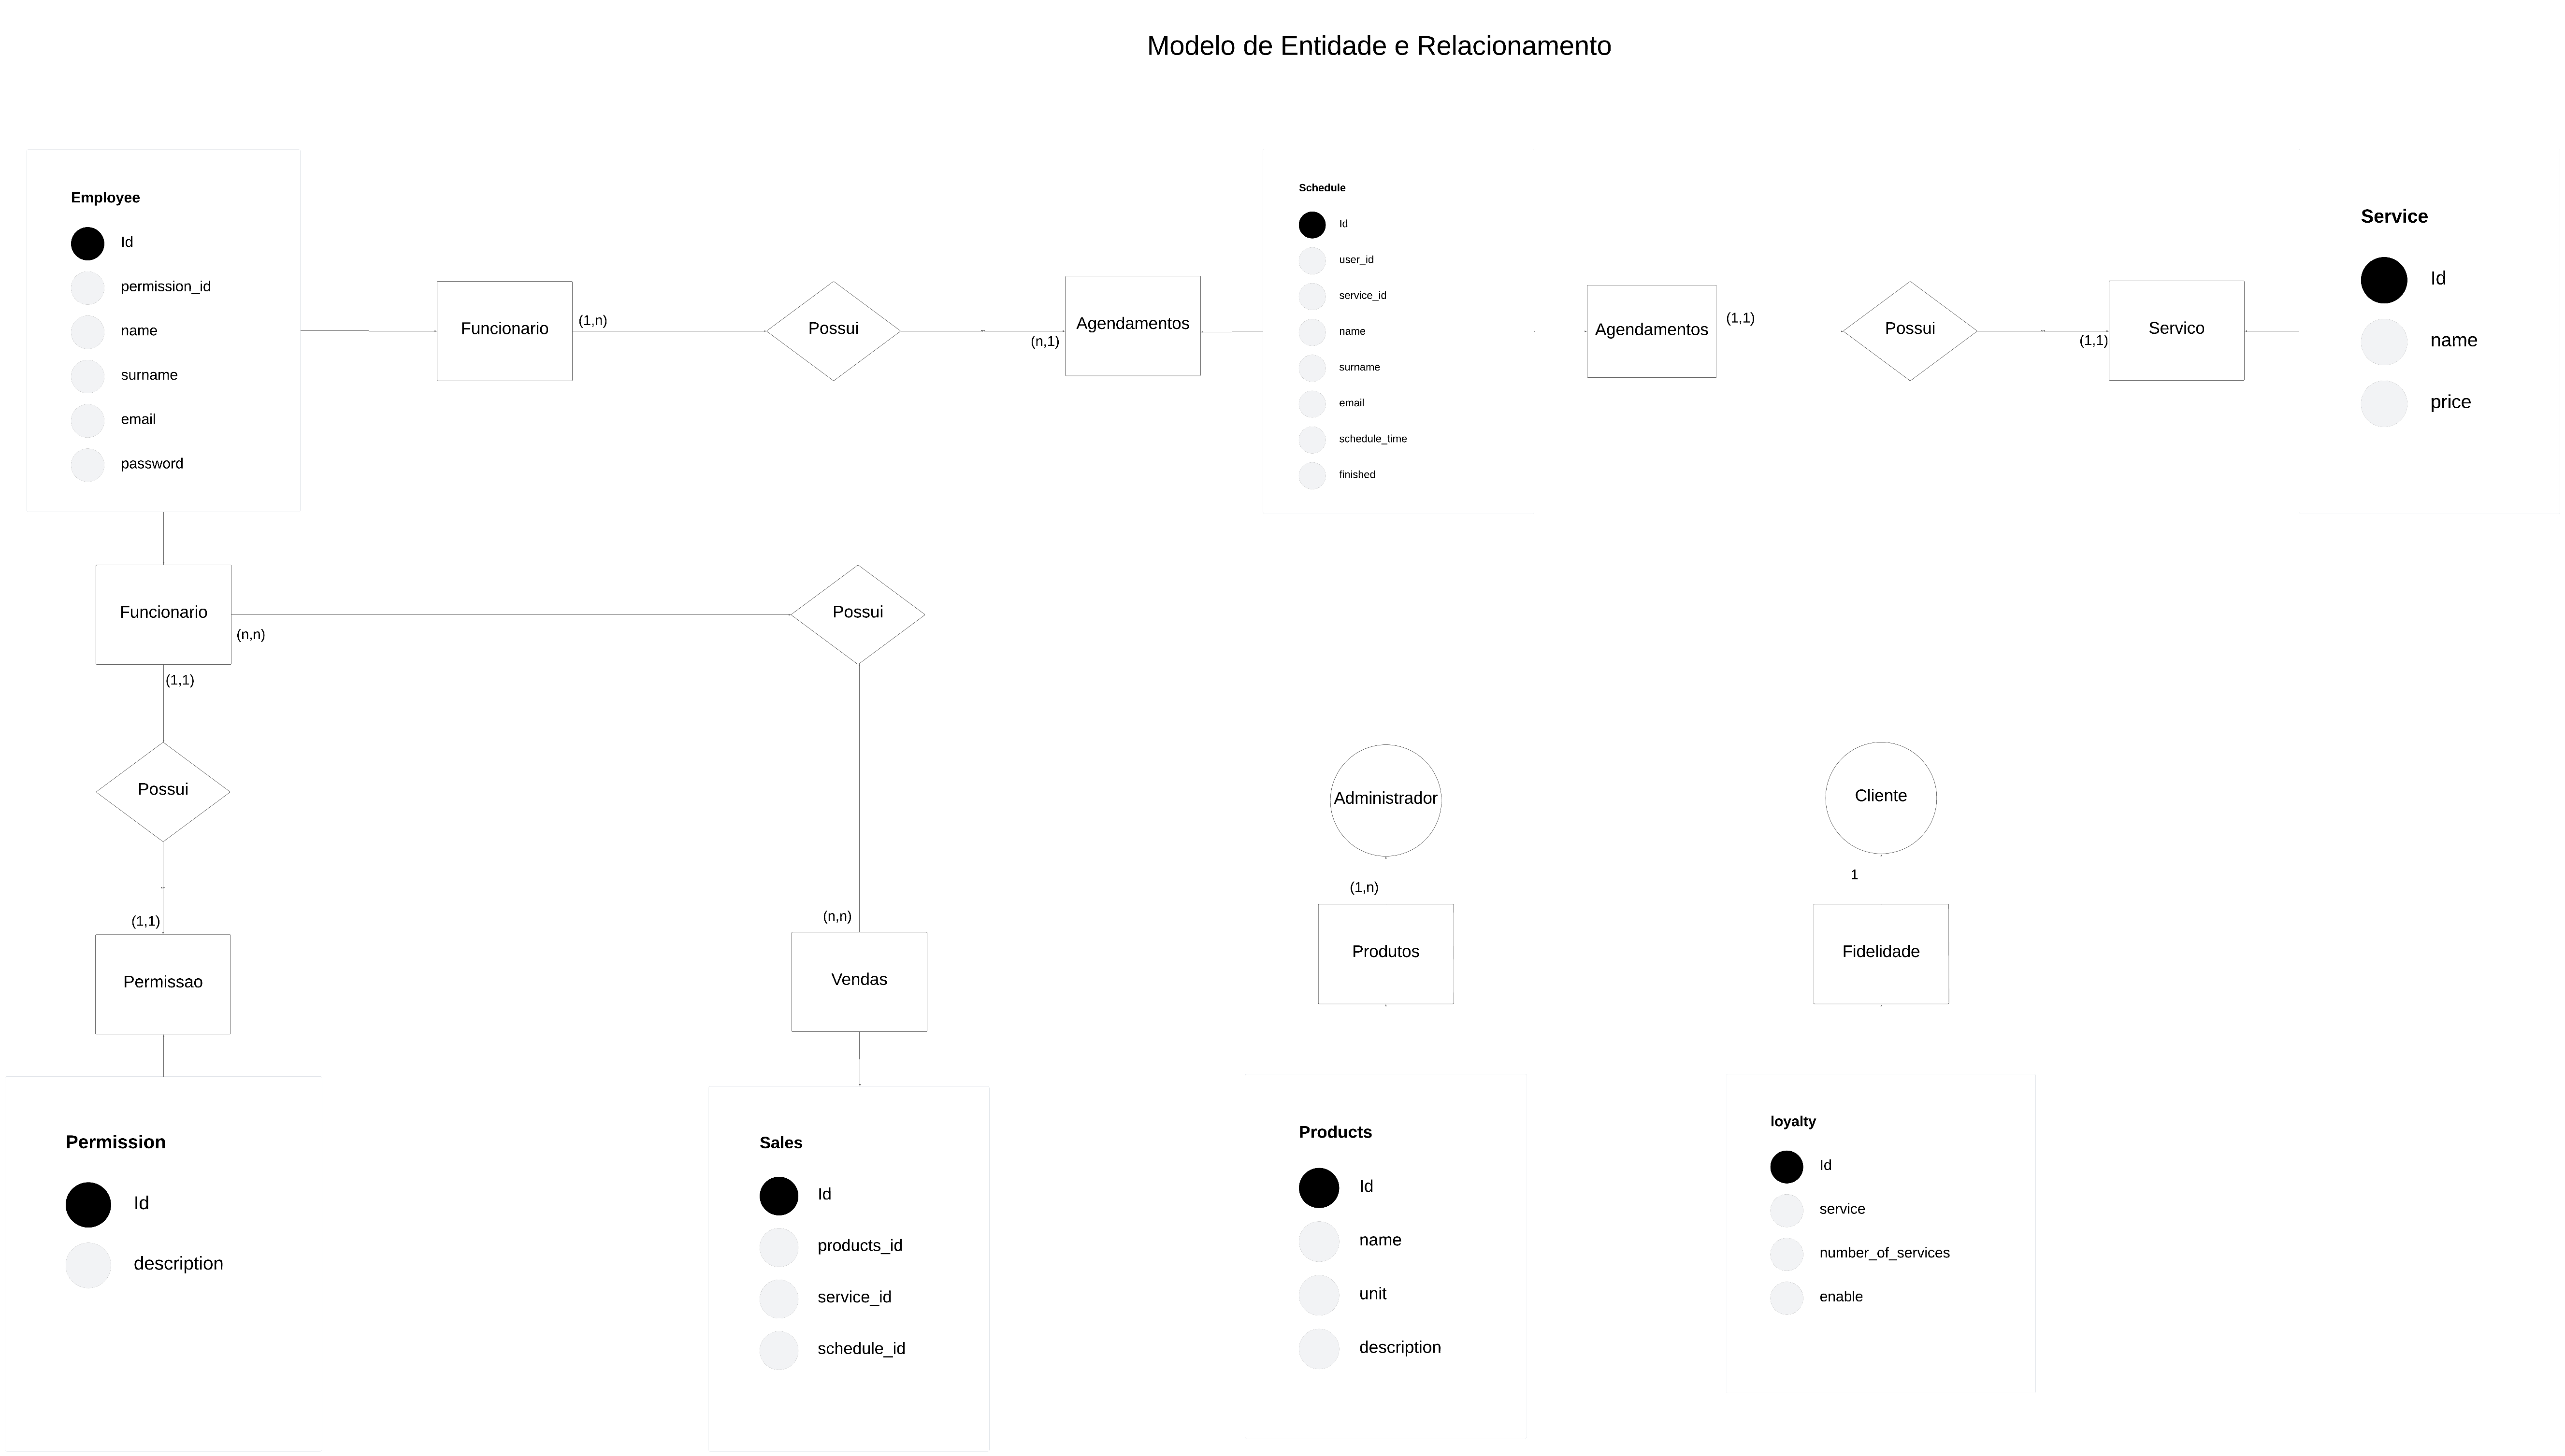 Modelo de Entidade e Relacionamento
Employee
Id
permission_id
name
surname
email
password
Funcionario
(1,n)
Possui
(n,1)
Agendamentos
Schedule
Id
user_id
service_id
name
surname
email
schedule_time
finished
Agendamentos
(1,1)
Possui
(1,1)
Servico
Service
Id
name
price
Funcionario
(n,n)
(1,1)
Possui
Possui
(1,1)
Permissao
(n,n)
Vendas
Administrador
(1,n)
Produtos
Cliente
1
Fidelidade
Permission
Id
description
Sales
Id
products_id
service_id
schedule_id
Products
Id
name
unit
description
loyalty
Id
service
number_of_services
enable